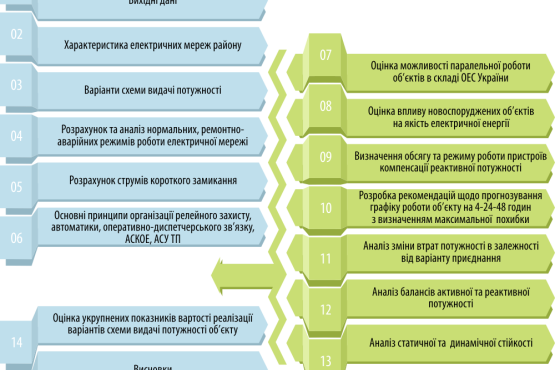 Вихідні дані
02
Характеристика електричних мереж району
03
Варіанти схеми видачі потужності
04
Розрахунок та аналіз нормальних, ремонтно-
аварійних режимів роботи електричної мережі
05
Розрахунок струмів короткого замикання
06
Основні принципи організації релейного захисту,
автоматики, оперативно-диспетчерського зв’язку,
АСКОЕ, АСУ ТП
07
Оцінка можливості паралельної роботи
об’єктів в складі ОЕС України
08
Оцінка впливу новоспоруджених об’єктів
на якість електричної енергії
09
Визначення обсягу та режиму роботи пристроїв
компенсації реактивної потужності
10
Розробка рекомендацій щодо прогнозування
графіку роботи об’єкту на 4-24-48 годин
з визначенням максимальної похибки
11
Аналіз зміни втрат потужності в залежності
від варіанту приєднання
12
Аналіз балансів активної та реактивної
потужності
13
Аналіз статичної та динамічної стійкості
14
Оцінка укрупнених показників вартості реалізації
варіантів схеми видачі потужності об’єкту
Висновки